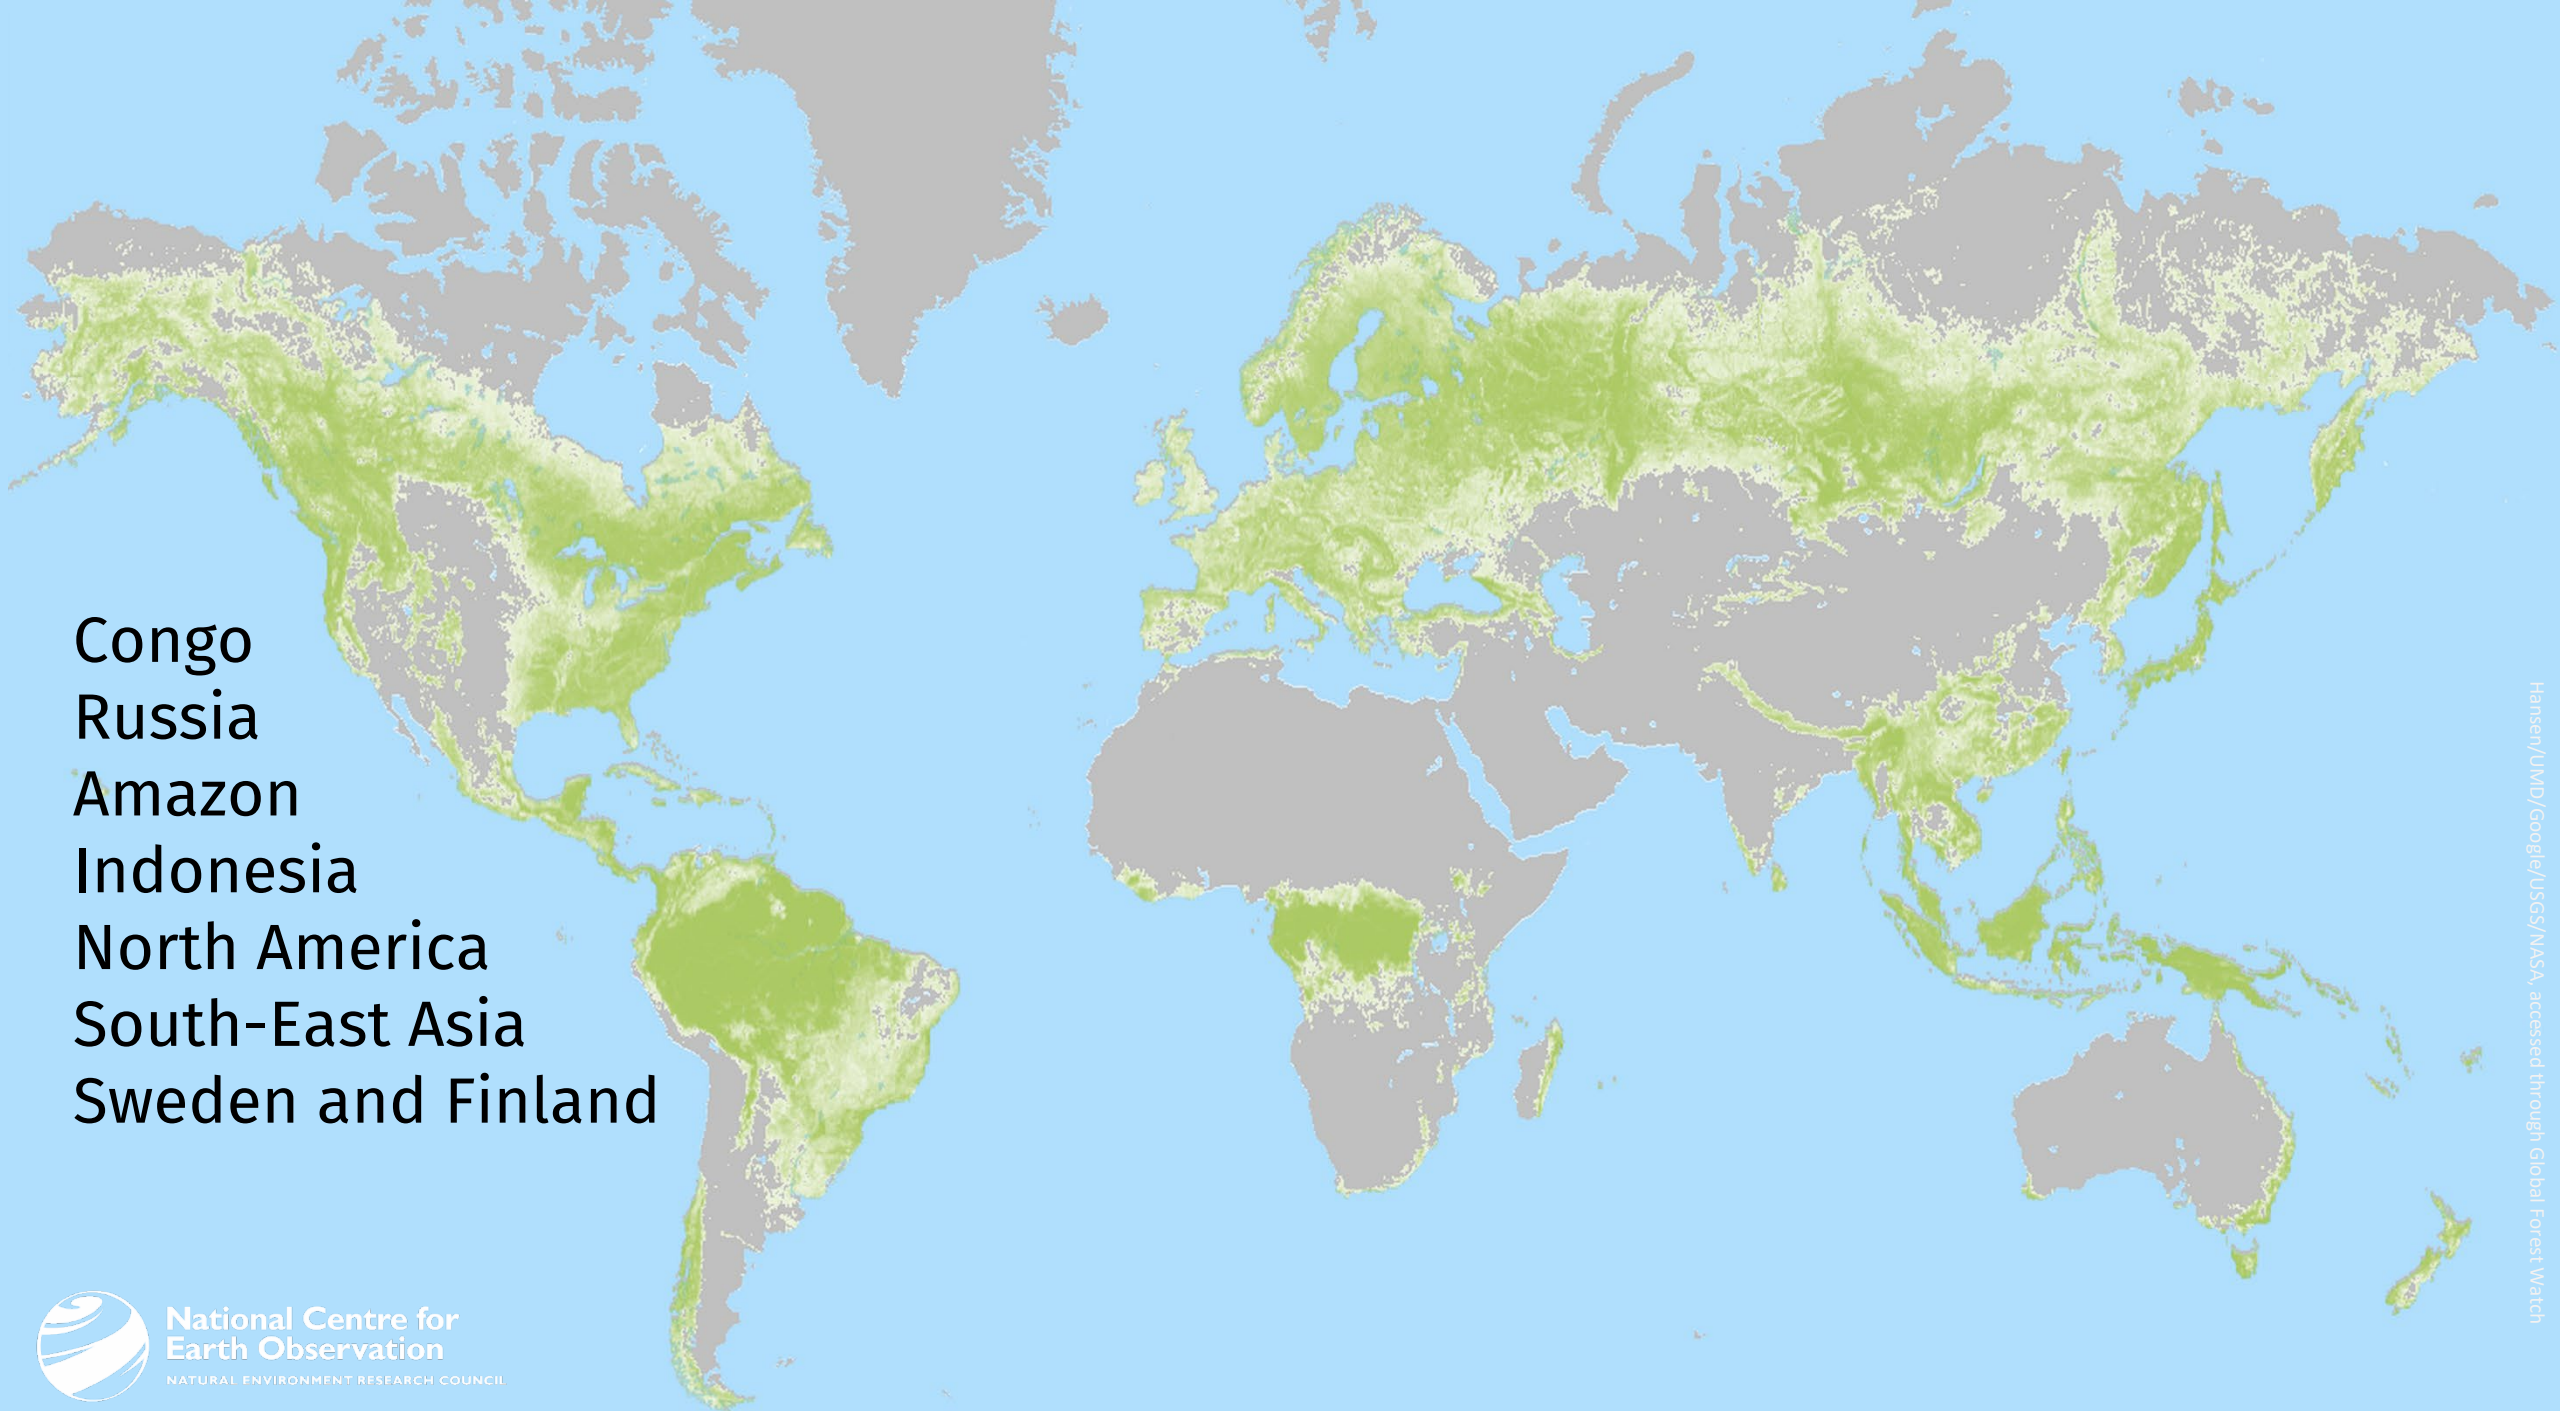 Congo
Russia
Amazon
Indonesia
North America
South-East Asia
Sweden and Finland
National Centre for
Earth Observation
NATURAL ENVIRONMENT RESEARCH COUNCIL
Hansen/UMD/Google/USGS/NASA, accessed through Global Forest Watch